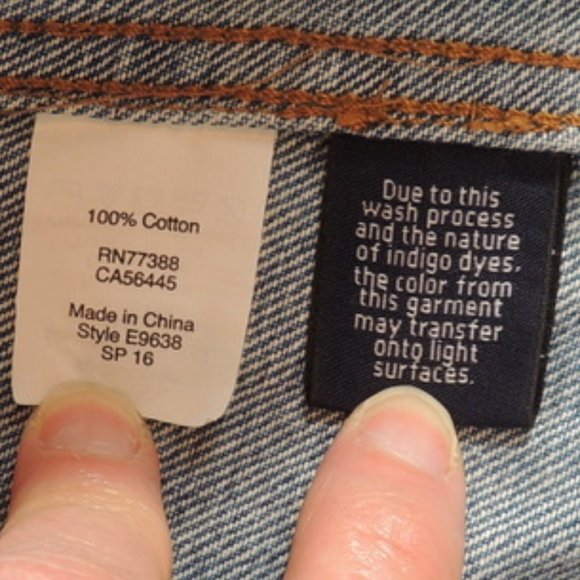 100% Cotton
RN77388
CA56445
Made in China
Style E9638
SP 16
Due to this
wash process
and the nature
of indigo dyes,
the color from
this garment
may transfer
onto light
surfaces.